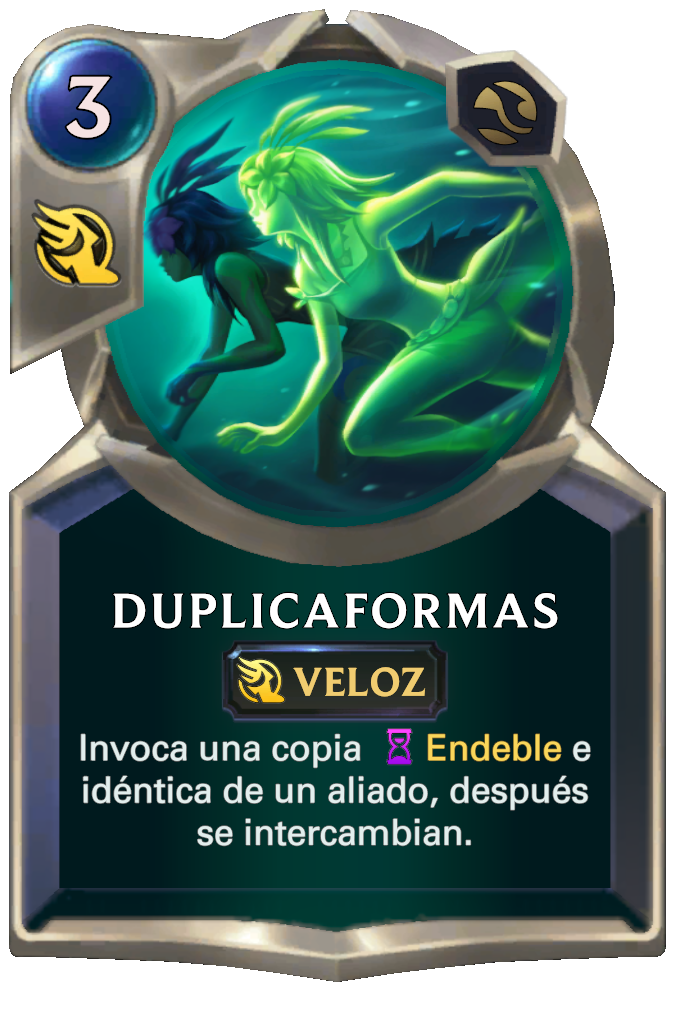 3
DUPLICAFORMAS
VELOZ
Invoca una copia Endeble e
idéntica de un aliado, después
se intercambian.